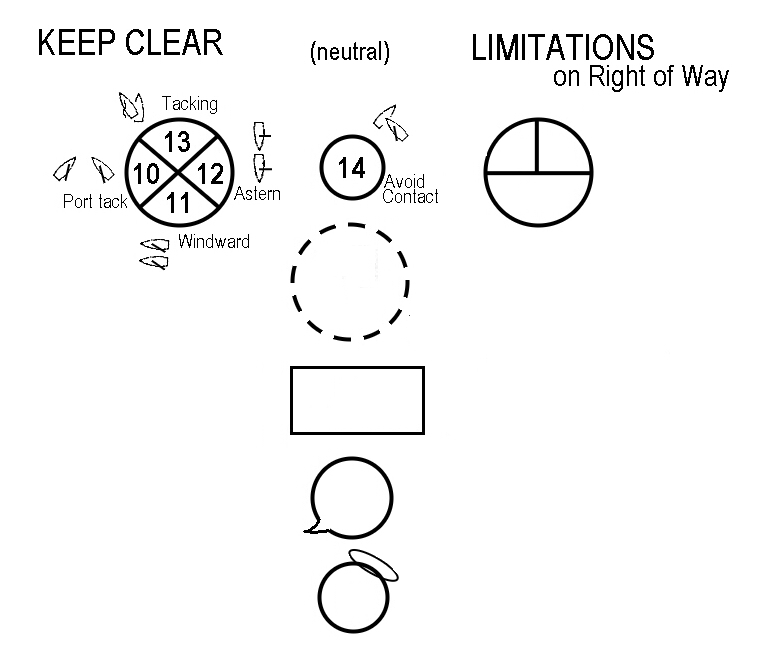 KEEP CLEAR
(neutral)
LIMITATIONS
on Right of Way
Tacking
13
10
12
11
Port tack
Astern
Windward
14
Avoid
Contact